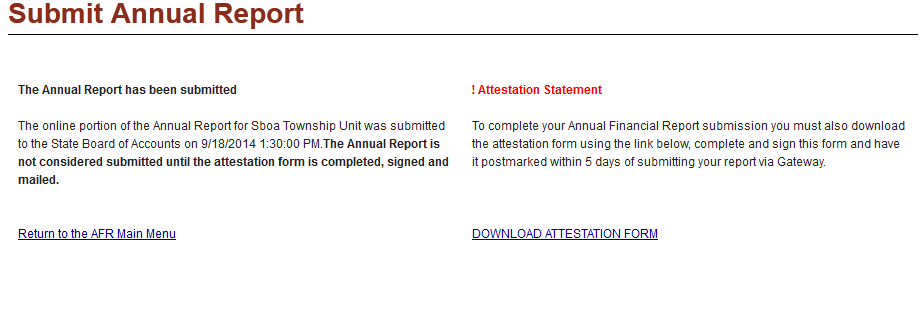 Submit Annual Report
The Annual Report has been submitted
The online portion of the Annual Report for Sboa Township Unit was submitted
to the State Board of Accounts on 9/18/2014 1:30:00 PM.The Annual Report is
not considered submitted until the attestation form is completed, signed and
mailed.
Return to the AFR Main Menu
! Attestation Statement
To complete your Annual Financial Report submission you must also download
the attestation form using the link below, complete and sign this form and have
it postmarked within 5 days of submitting your report via Gateway.
DOWNLOAD ATTESTATION FORM